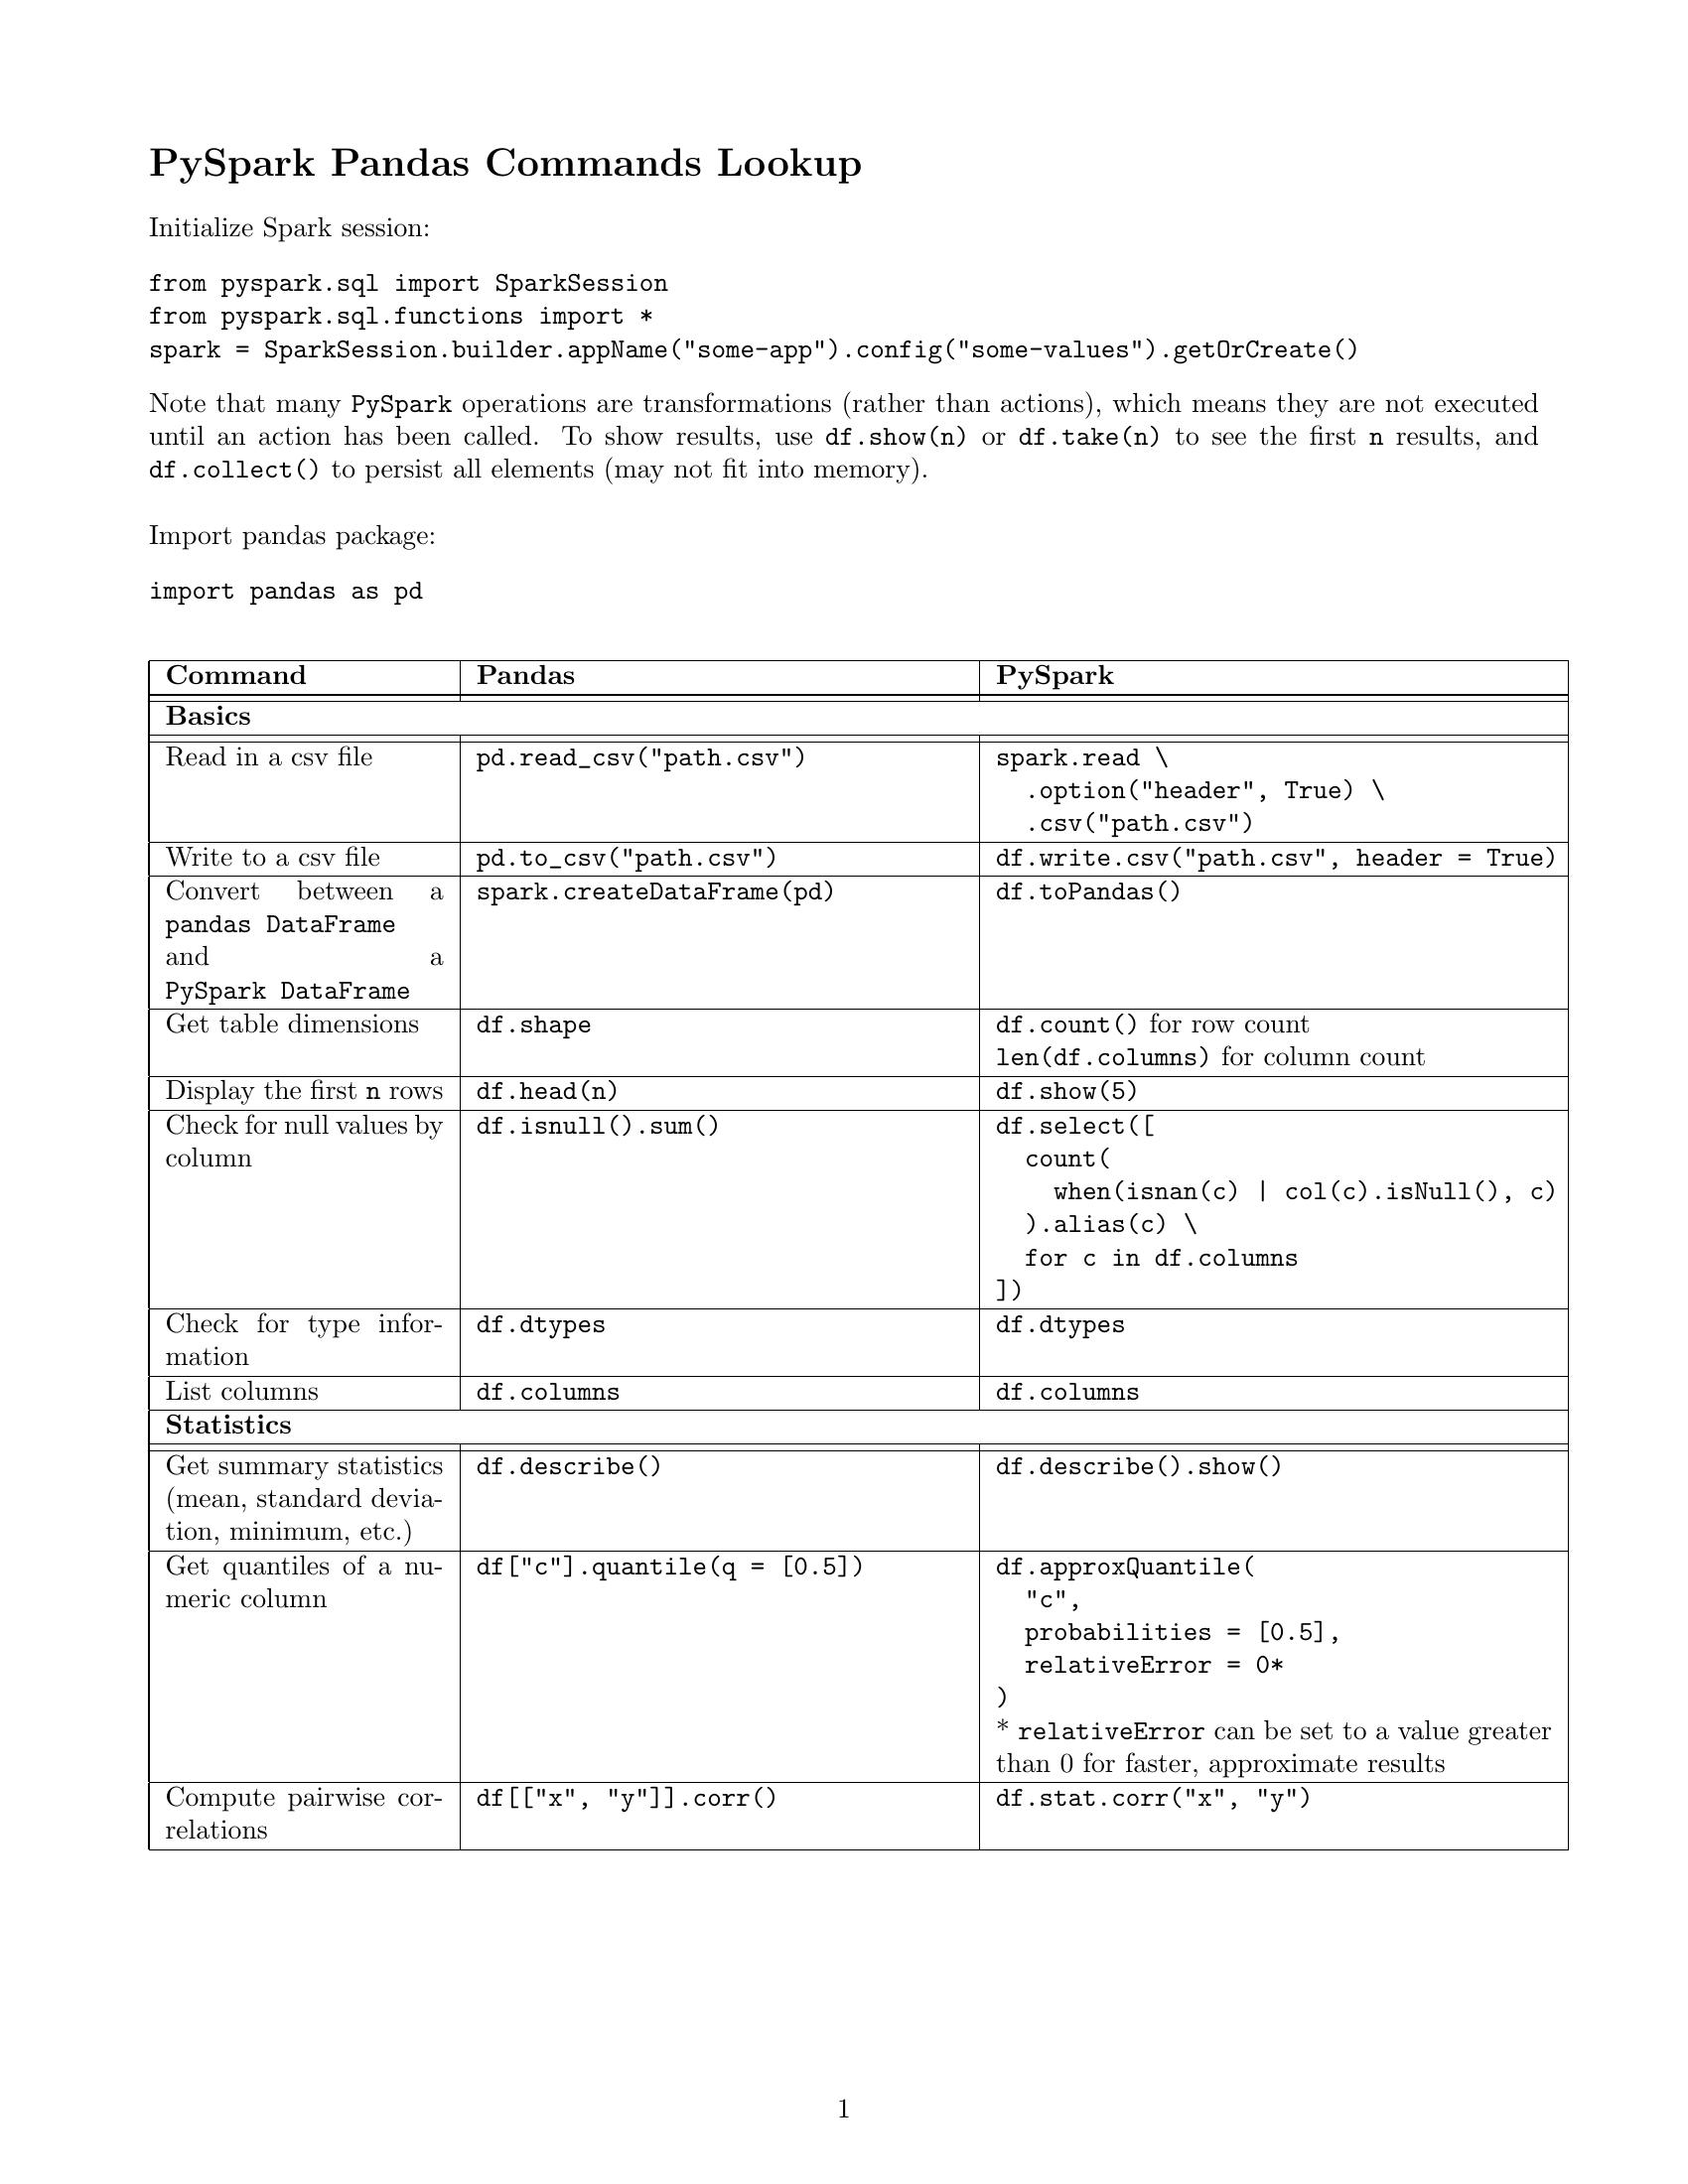 PySpark Pandas Commands Lookup
Initialize Spark session:
from pyspark.sql import SparkSession
from pyspark.sql.functions import *
spark = SparkSession.builder.appName("some-app").config("some-values").getOrCreate()
Note that many PySpark operations are transformations (rather than actions), which means they are not executed
until an action has been called. To show results, use df.show(n) or df.take(n) to see the first n results, and
df.collect() to persist all elements (may not fit into memory).
Import pandas package:
import pandas as pd
Command Pandas PySpark
Basics
Read in a csv file pd.read_csv("path.csv") spark.read \
.option("header", True) \
.csv("path.csv")
Write to a csv file pd.to_csv("path.csv") df.write.csv("path.csv", header = True)
Convert between a spark.createDataFrame(pd) df.toPandas()
pandas DataFrame
and a
PySpark DataFrame
Get table dimensions df.shape df.count() for row count
len(df.columns) for column count
Display the first n rows df.head(n) df.show(5)
Check for null values by df.isnull().sum() df.select([
column count(
when(isnan(c) | col(c).isNull(), c)
).alias(c) \
for c in df.columns
])
Check for type infor- df.dtypes df.dtypes
mation
List columns df.columns df.columns
Statistics
Get summary statistics df.describe() df.describe().show()
(mean, standard devia-
tion, minimum, etc.)
Get quantiles of a nu- df["c"].quantile(q = [0.5]) df.approxQuantile(
meric column "c",
probabilities = [0.5],
relativeError = 0*
)
* relativeError can be set to a value greater
than 0 for faster, approximate results
Compute pairwise cor- df[["x", "y"]].corr() df.stat.corr("x", "y")
relations
1